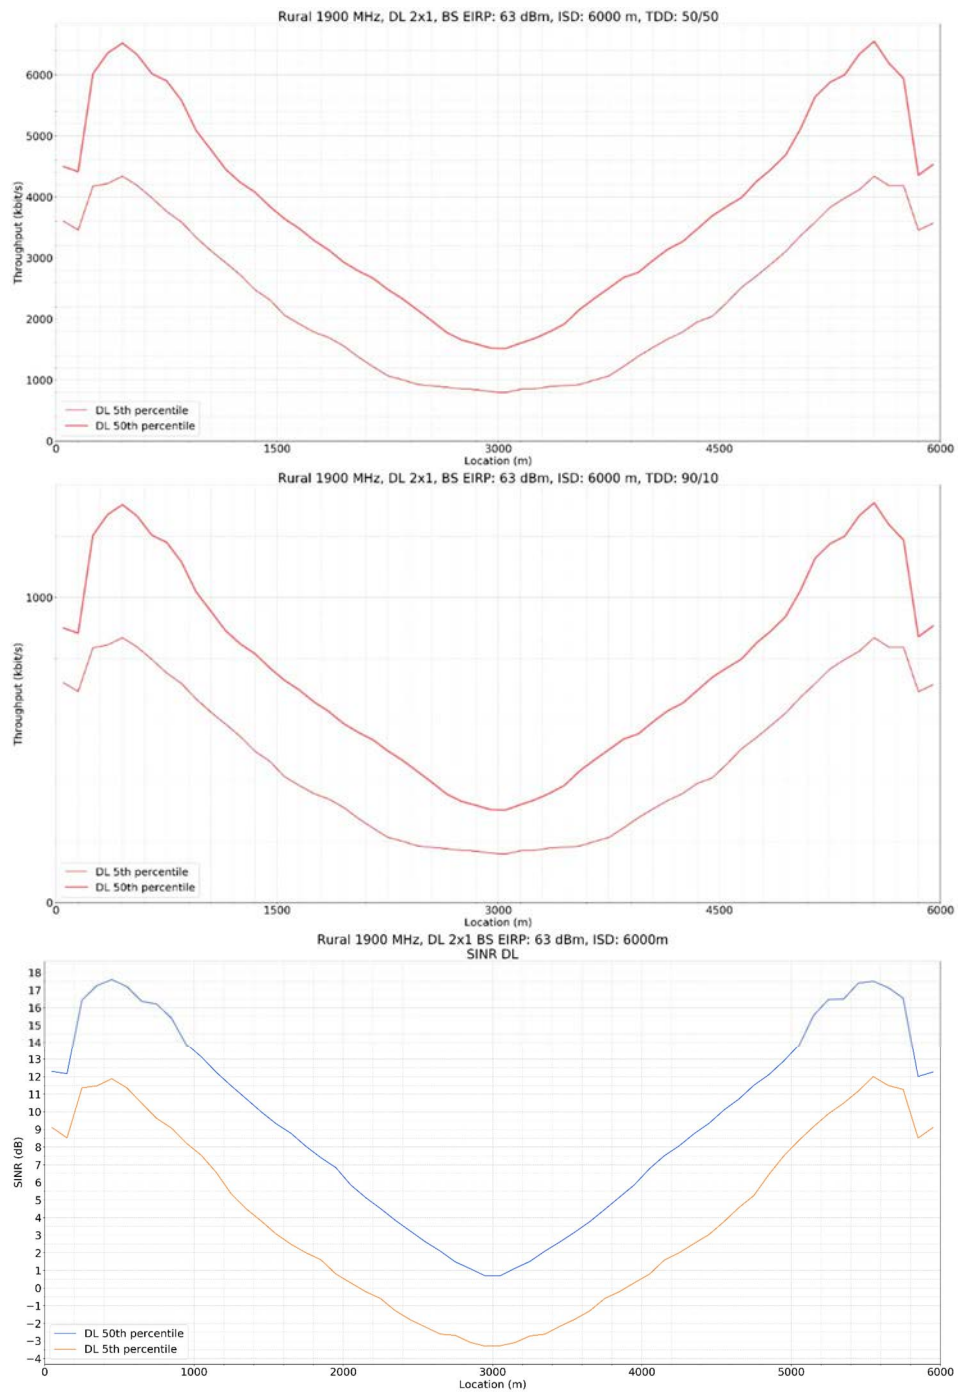 Rural 1900 MHz, DL 2x1, BS EIRP: 63 dBm, ISD: 6000 m, TDD: 50/50
6000
5000
4000
3000
2000
1000
0
Throughput (kbit/s)
DL 5th percentile
DL 50th percentile
0 1500 3000 4500 6000
Location (m)
Rural 1900 MHz, DL 2x1, BS EIRP: 63 dBm, ISD: 6000 m, TDD: 90/10
1000
0
Throughput (kbit/s)
DL 5th percentile
DL 50th percentile
0 1500 3000 4500 6000
Location (m)
Rural 1900 MHz, DL 2x1 BS EIRP: 63 dBm, ISD: 6000m
SINR DL
18
17
16
15
14
13
12
11
10
9
8
7
6
5
4
3
2
1
0
−1
−2
−3
−4
SINR (dB)
DL 50th percentile
DL 5th percentile
0 1000 2000 3000 4000 5000 6000
Location (m)